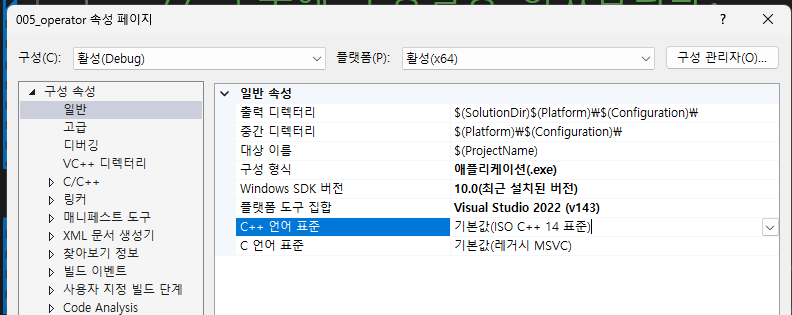 005_operator 속성 페이지
?
구성(C): 활성(Debug) 플랫폼(P): 활성(x64) 구성 관리자(O)...
구성 속성
일반
고급
디버깅
VC++ 디렉터리
C/C++
링커
매니페스트 도구
XML 문서 생성기
찾아보기 정보
빌드 이벤트
사용자 지정 빌드 단계
Code Analysis
일반 속성
출력 디렉터리 $(SolutionDir)$(Platform)₩$(Configuration)₩
중간 디렉터리 $(Platform)₩$(Configuration)₩
대상 이름 $(ProjectName)
구성 형식 애플리케이션(.exe)
Windows SDK 버전 10.0(최근 설치된 버전)
플랫폼 도구 집합 Visual Studio 2022 (v143)
C++ 언어 표준 기본값(ISO C++ 14 표준)
C 언어 표준 기본값(레거시 MSVC)